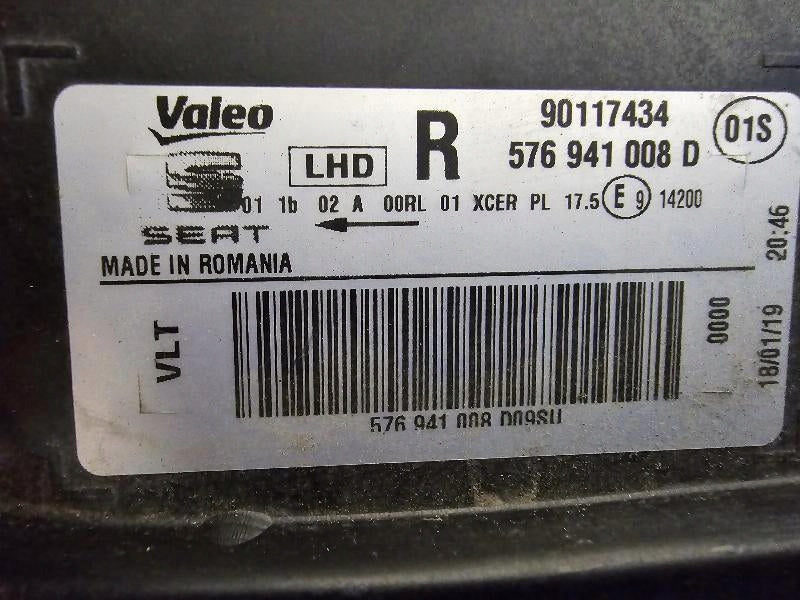 Valeo
LHD
R
90117434
576 941 008 D
01S
01 1b 02 A 00RL 01 XCER PL 17.5 E 9 14200
SEAT
MADE IN ROMANIA
VLT
0000
18/01/19 20:46
576 941 008 D09SU